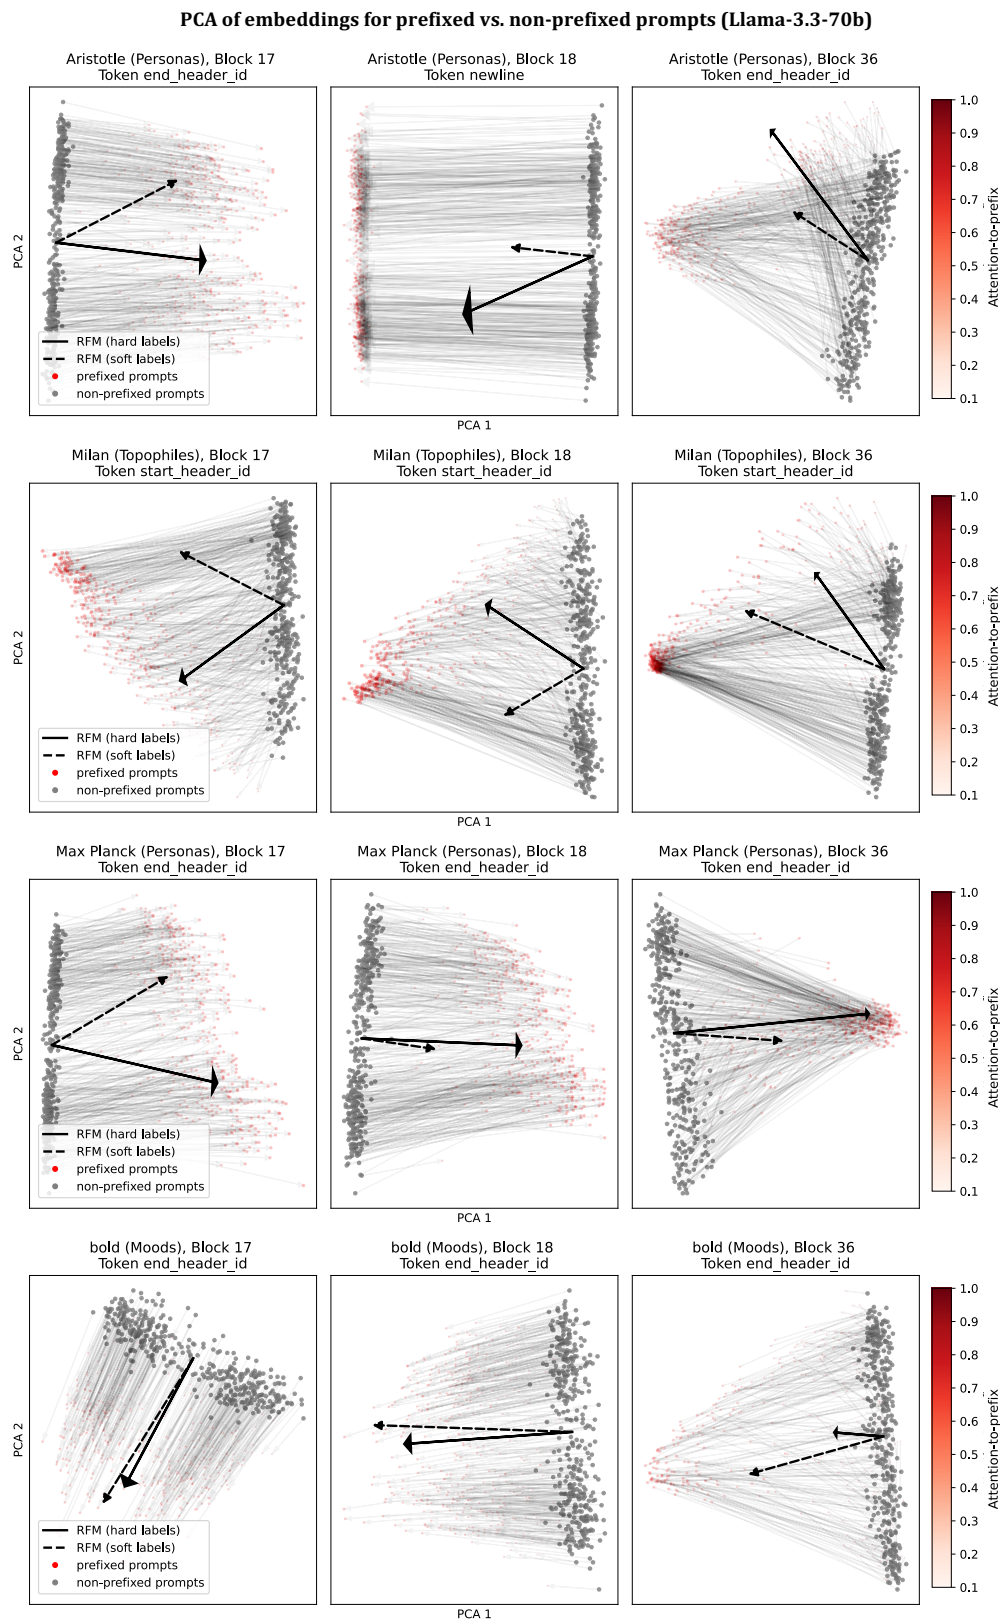 PCA of embeddings for prefixed vs. non-prefixed prompts (Llama-3.3-70b)
Aristotle (Personas), Block 17
Token end_header_id
Aristotle (Personas), Block 18
Token newline
Aristotle (Personas), Block 36
Token end_header_id
PCA 2
RFM (hard labels)
RFM (soft labels)
prefixed prompts
non-prefixed prompts
PCA 1
1.0
0.9
0.8
0.7
0.6
0.5
0.4
0.3
0.2
0.1
Attention-to-prefix
Milan (Topophiles), Block 17
Token start_header_id
Milan (Topophiles), Block 18
Token start_header_id
Milan (Topophiles), Block 36
Token start_header_id
PCA 2
RFM (hard labels)
RFM (soft labels)
prefixed prompts
non-prefixed prompts
PCA 1
1.0
0.9
0.8
0.7
0.6
0.5
0.4
0.3
0.2
0.1
Attention-to-prefix
Max Planck (Personas), Block 17
Token end_header_id
Max Planck (Personas), Block 18
Token end_header_id
Max Planck (Personas), Block 36
Token end_header_id
PCA 2
RFM (hard labels)
RFM (soft labels)
prefixed prompts
non-prefixed prompts
PCA 1
1.0
0.9
0.8
0.7
0.6
0.5
0.4
0.3
0.2
0.1
Attention-to-prefix
bold (Moods), Block 17
Token end_header_id
bold (Moods), Block 18
Token end_header_id
bold (Moods), Block 36
Token end_header_id
PCA 2
RFM (hard labels)
RFM (soft labels)
prefixed prompts
non-prefixed prompts
PCA 1
1.0
0.9
0.8
0.7
0.6
0.5
0.4
0.3
0.2
0.1
Attention-to-prefix